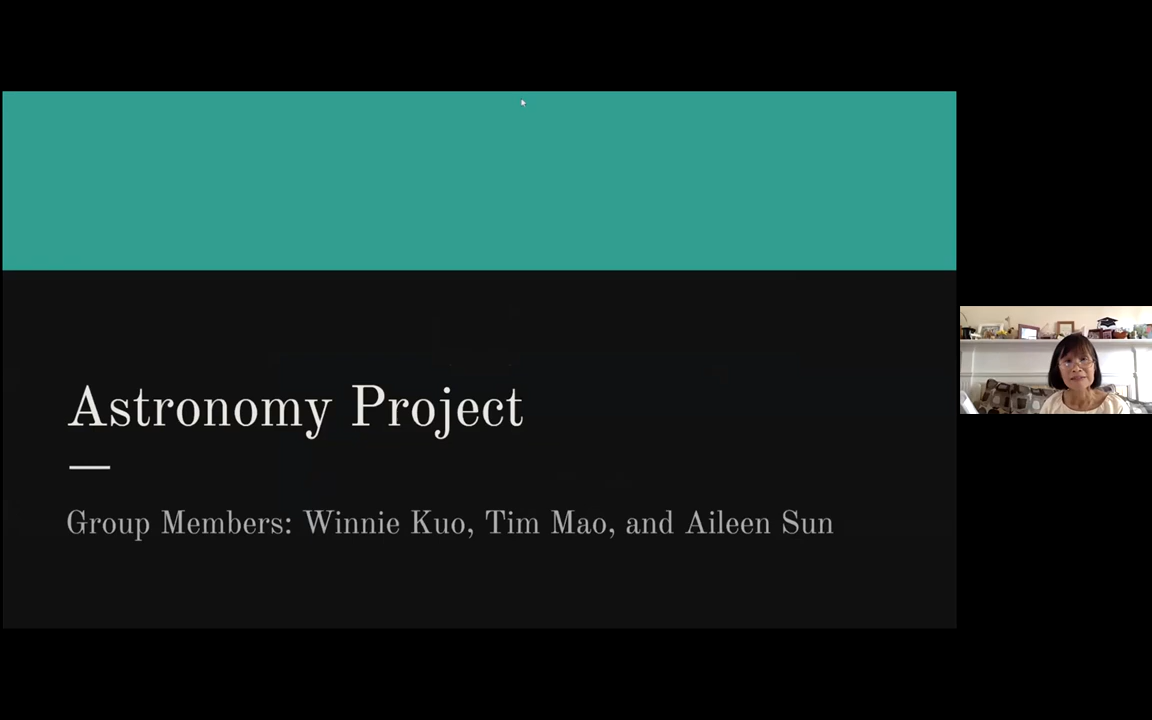 Astronomy Project
Group Members: Winnie Kuo, Tim Mao, and Aileen Sun